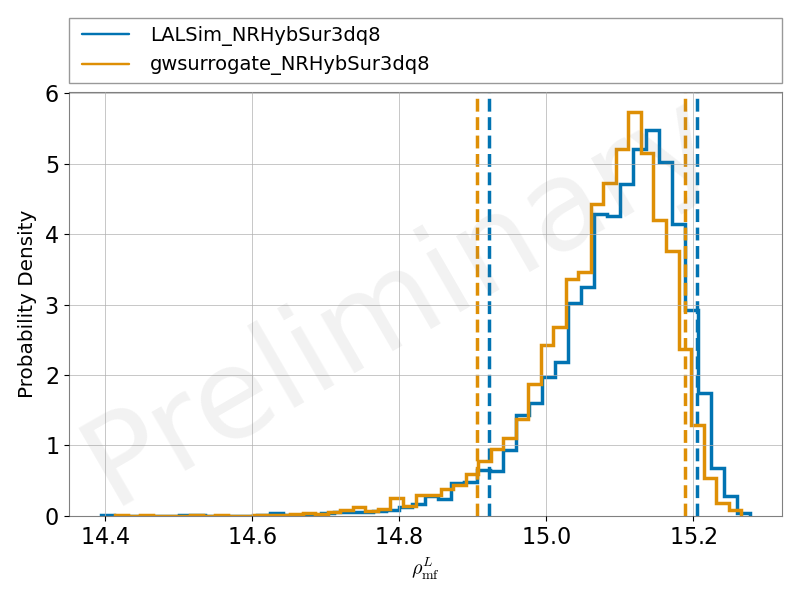 LALSim_NRHybSur3dq8
gwsurrogate_NRHybSur3dq8
6
5
4
3
2
1
0
Probability Density
Preliminary
14.4 14.6 14.8 15.0 15.2
ρ_mf^L